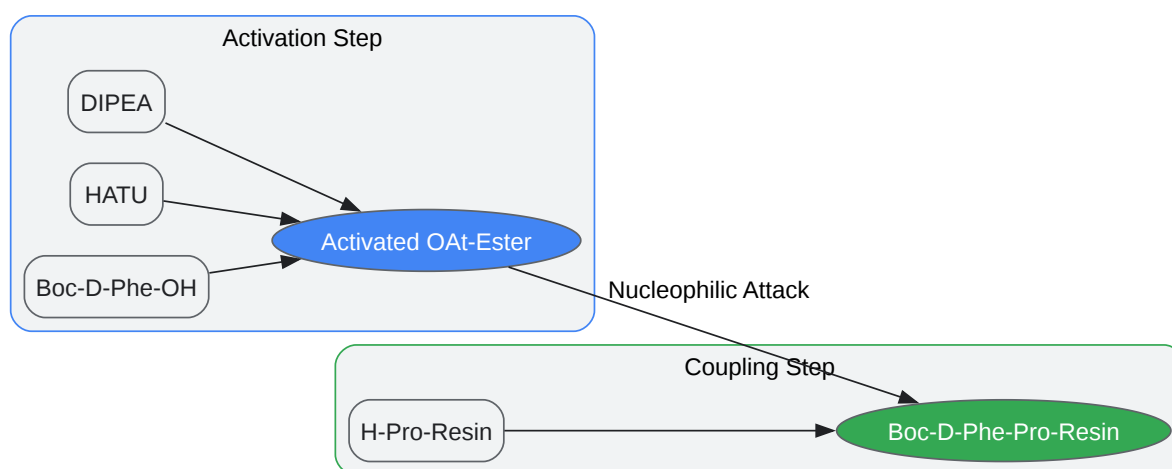 Activation Step
DIPEA
HATU
Boc-D-Phe-OH
Activated OAt-Ester
Nucleophilic Attack
Coupling Step
H-Pro-Resin
Boc-D-Phe-Pro-Resin